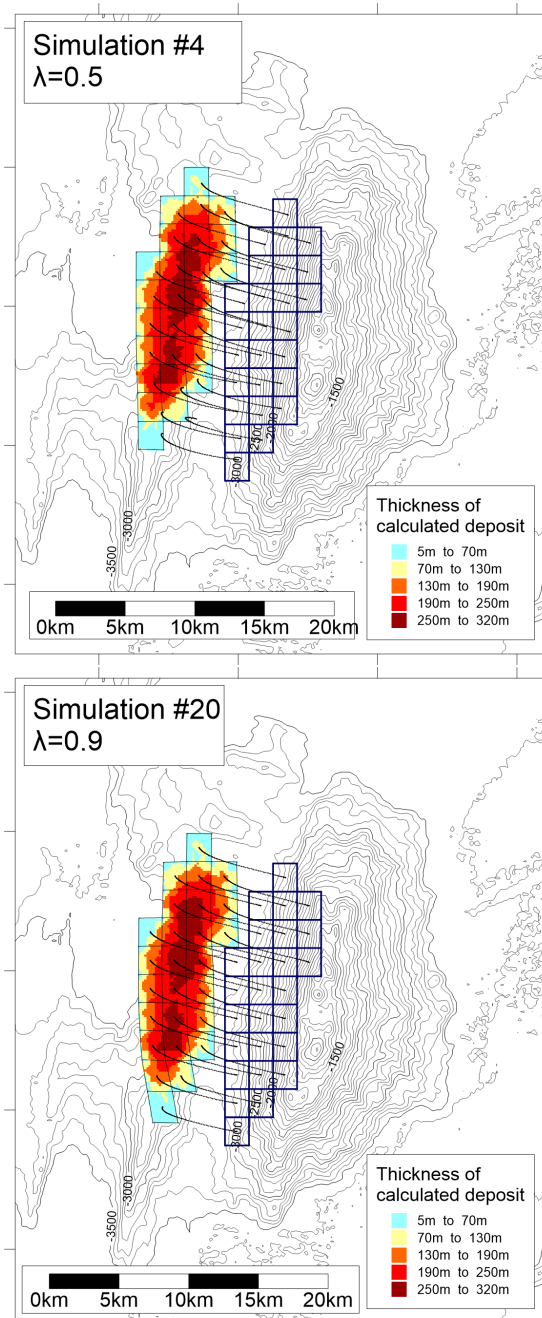 Simulation #4
λ=0.5
-1500
-2000
-2500
-3000
-3000
-3500
Thickness of
calculated deposit
5m to 70m
70m to 130m
130m to 190m
190m to 250m
250m to 320m
0km 5km 10km 15km 20km
Simulation #20
λ=0.9
-1500
-2000
-2500
-3000
-3000
-3500
Thickness of
calculated deposit
5m to 70m
70m to 130m
130m to 190m
190m to 250m
250m to 320m
0km 5km 10km 15km 20km